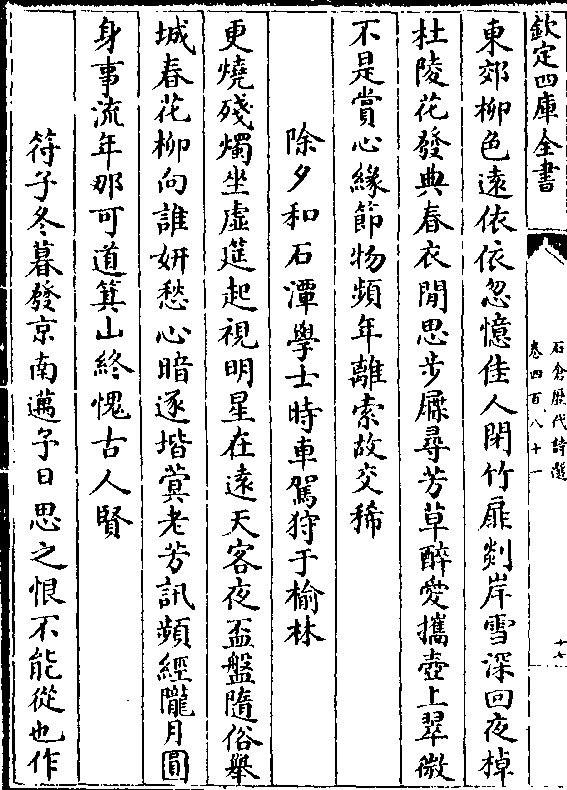 欽定四庫全書
石倉歷代詩選
卷四百八十一
十七
東郊柳色遠依依忽憶佳人閉竹扉剡岸雪深回夜棹
杜陵花發典春衣閒思步屧尋芳草醉愛攜壺上翠微
不是賞心緣節物頻年離索故交稀
除夕和石潭學士時車駕狩于榆林
更燒殘燭坐虛筵起視明星在遠天客夜盃盤隨俗舉
城春花柳向誰妍愁心暗逐堦蓂老芳訊蘋經隴月圓
身事流年那可道箕山終愧古人賢
符子冬暮發京南邁予日思之恨不能從也作